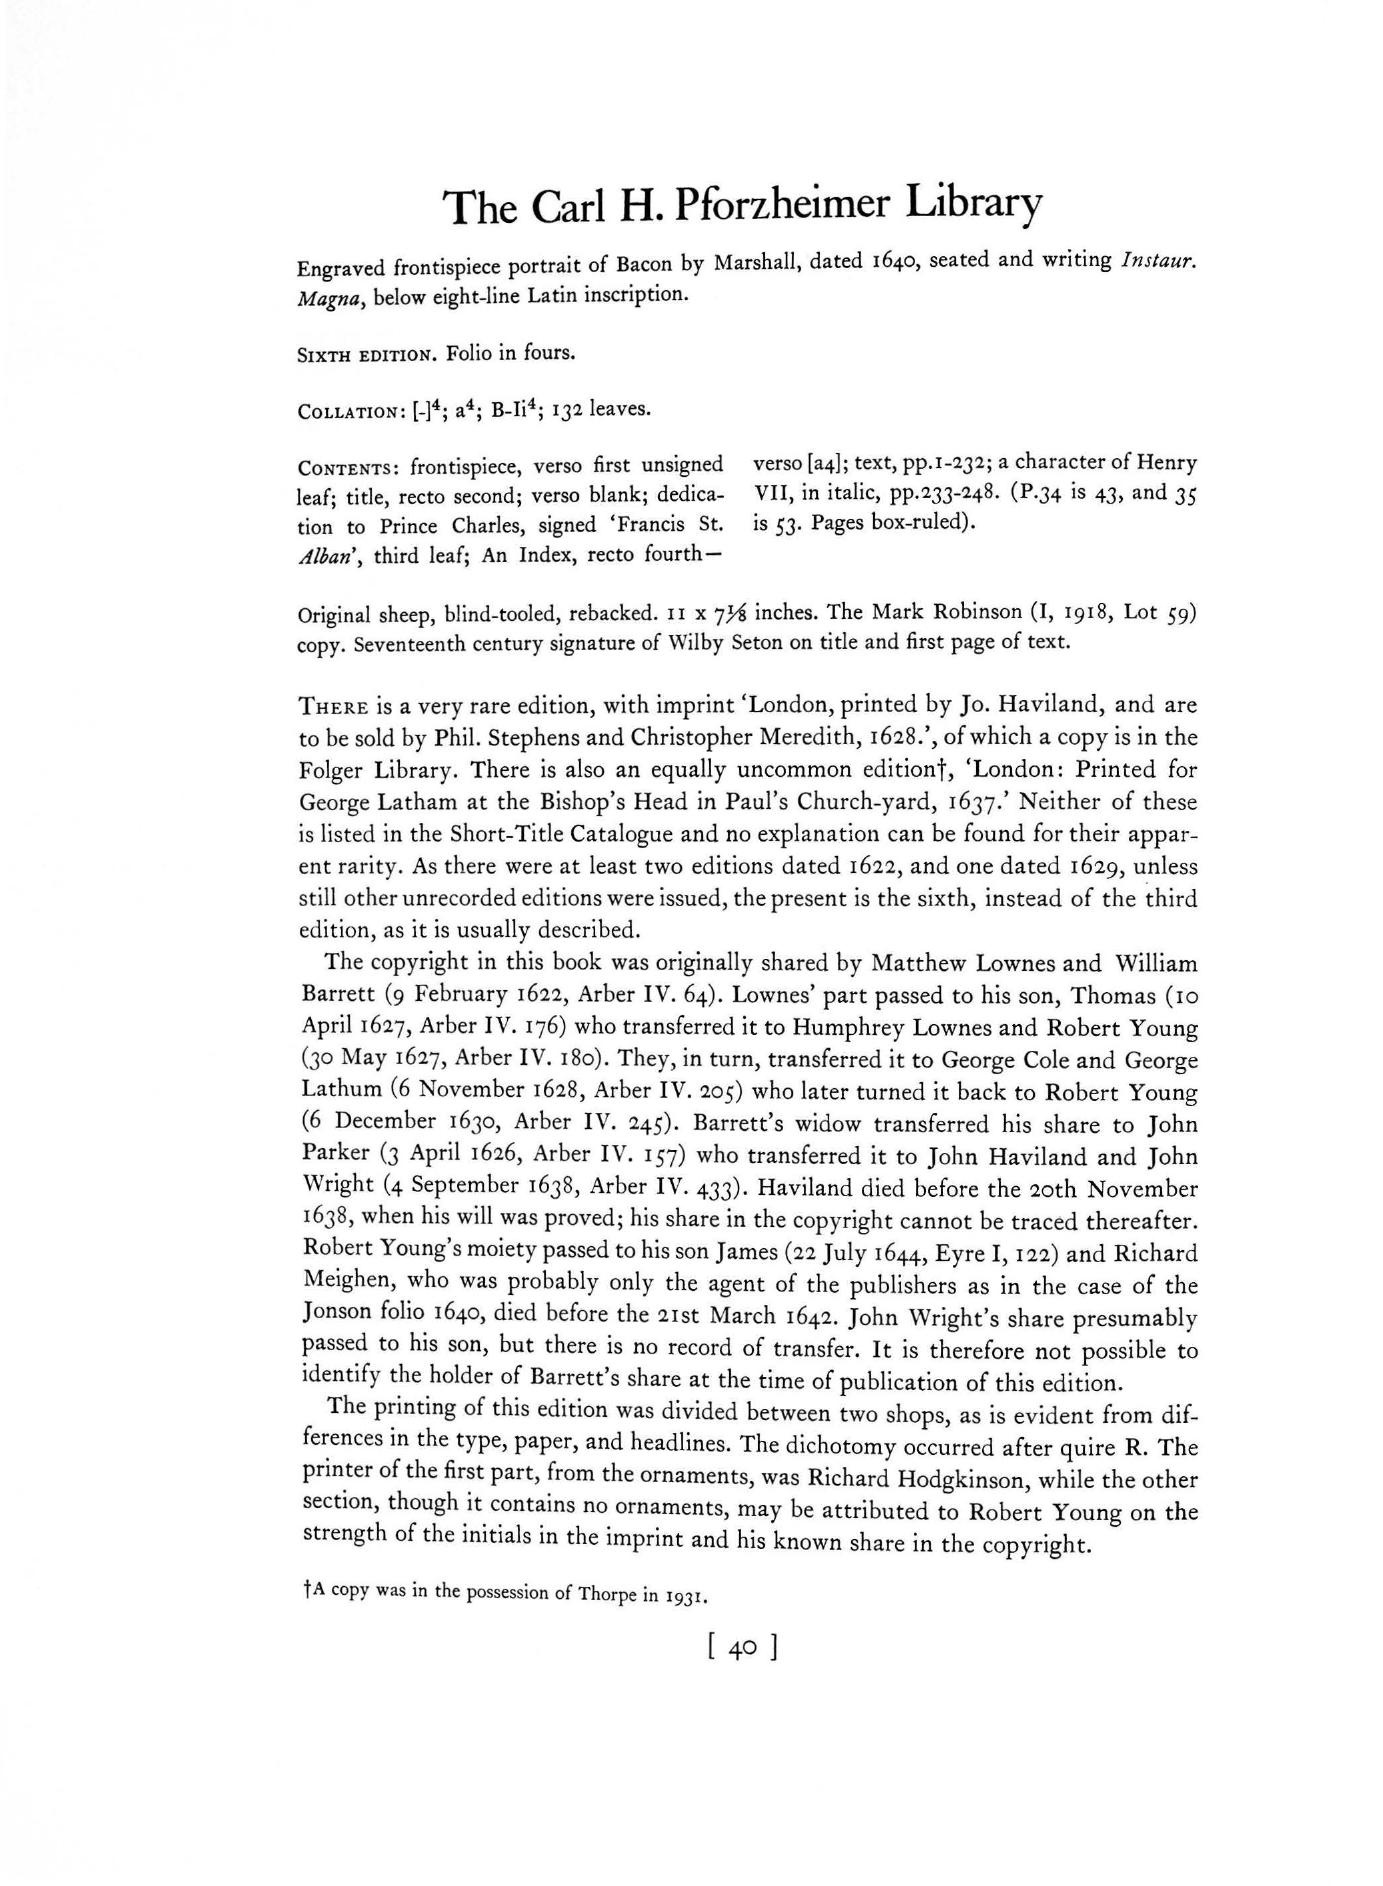 The Carl H. Pforzheimer Library
Engraved frontispiece portrait of Bacon by Marshall, dated 1640, seated and writing Instaur.
Magna, below eight-line Latin inscription.
SIXTH EDITION. Folio in fours.
COLLATION: [-]⁴; a⁴; B-Ii⁴; 132 leaves.
CONTENTS: frontispiece, verso first unsigned
leaf; title, recto second; verso blank; dedica-
tion to Prince Charles, signed ‘Francis St.
Alban’, third leaf; An Index, recto fourth—
verso [a4]; text, pp.1-232; a character of Henry
VII, in italic, pp.233-248. (P.34 is 43, and 35
is 53. Pages box-ruled).
Original sheep, blind-tooled, rebacked. 11 x 7⅛ inches. The Mark Robinson (I, 1918, Lot 59)
copy. Seventeenth century signature of Wilby Seton on title and first page of text.
THERE is a very rare edition, with imprint ‘London, printed by Jo. Haviland, and are
to be sold by Phil. Stephens and Christopher Meredith, 1628.’, of which a copy is in the
Folger Library. There is also an equally uncommon edition†, ‘London: Printed for
George Latham at the Bishop’s Head in Paul’s Church-yard, 1637.’ Neither of these
is listed in the Short-Title Catalogue and no explanation can be found for their appar-
ent rarity. As there were at least two editions dated 1622, and one dated 1629, unless
still other unrecorded editions were issued, the present is the sixth, instead of the third
edition, as it is usually described.
The copyright in this book was originally shared by Matthew Lownes and William
Barrett (9 February 1622, Arber IV. 64). Lownes’ part passed to his son, Thomas (10
April 1627, Arber IV. 176) who transferred it to Humphrey Lownes and Robert Young
(30 May 1627, Arber IV. 180). They, in turn, transferred it to George Cole and George
Lathum (6 November 1628, Arber IV. 205) who later turned it back to Robert Young
(6 December 1630, Arber IV. 245). Barrett’s widow transferred his share to John
Parker (3 April 1626, Arber IV. 157) who transferred it to John Haviland and John
Wright (4 September 1638, Arber IV. 433). Haviland died before the 20th November
1638, when his will was proved; his share in the copyright cannot be traced thereafter.
Robert Young’s moiety passed to his son James (22 July 1644, Eyre I, 122) and Richard
Meighen, who was probably only the agent of the publishers as in the case of the
Jonson folio 1640, died before the 21st March 1642. John Wright’s share presumably
passed to his son, but there is no record of transfer. It is therefore not possible to
identify the holder of Barrett’s share at the time of publication of this edition.
The printing of this edition was divided between two shops, as is evident from dif-
ferences in the type, paper, and headlines. The dichotomy occurred after quire R. The
printer of the first part, from the ornaments, was Richard Hodgkinson, while the other
section, though it contains no ornaments, may be attributed to Robert Young on the
strength of the initials in the imprint and his known share in the copyright.
†A copy was in the possession of Thorpe in 1931.
[ 40 ]